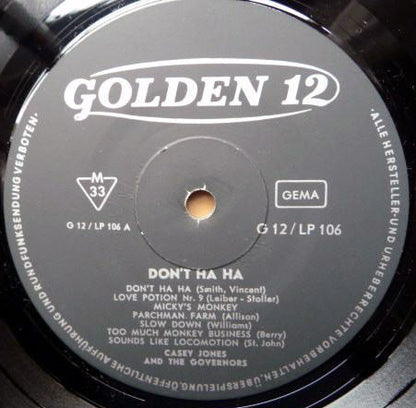 GOLDEN 12
M
33
GEMA
G 12 / LP 106 A
G 12 / LP 106
DON'T HA HA
DON'T HA HA (Smith, Vincent)
LOVE POTION Nr. 9 (Leiber - Stoller)
MICKY'S MONKEY
PARCHMAN FARM (Allison)
SLOW DOWN (Williams)
TOO MUCH MONKEY BUSINESS (Berry)
SOUNDS LIKE LOCOMOTION (St. John)
CASEY JONES
AND THE GOVERNORS
·ALLE HERSTELLER-UND URHEBERRECHTE VORBEHALTEN. ÜBERSPIELUNG, ÖFFENTLICHE AUFFÜHRUNG UND RUNDFUNKSENDUNG VERBOTEN·